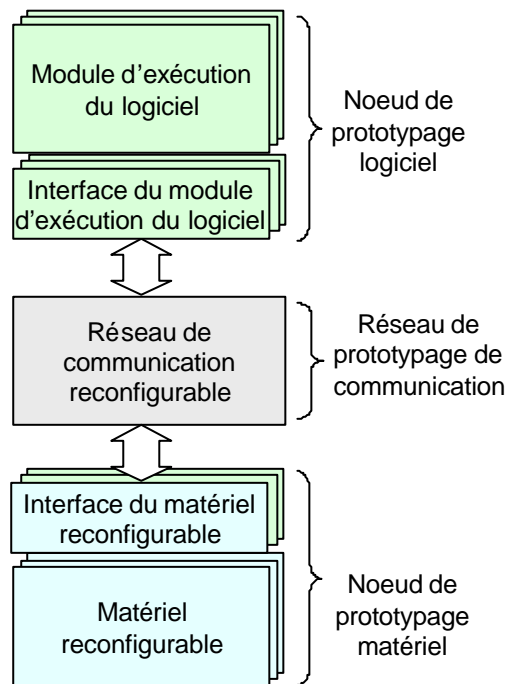 Module d'exécution
du logiciel
Noeud de
prototypage
logiciel
Interface du module
d'exécution du logiciel
Réseau de
communication
reconfigurable
Réseau de
prototypage de
communication
Interface du matériel
reconfigurable
Matériel
reconfigurable
Noeud de
prototypage
matériel